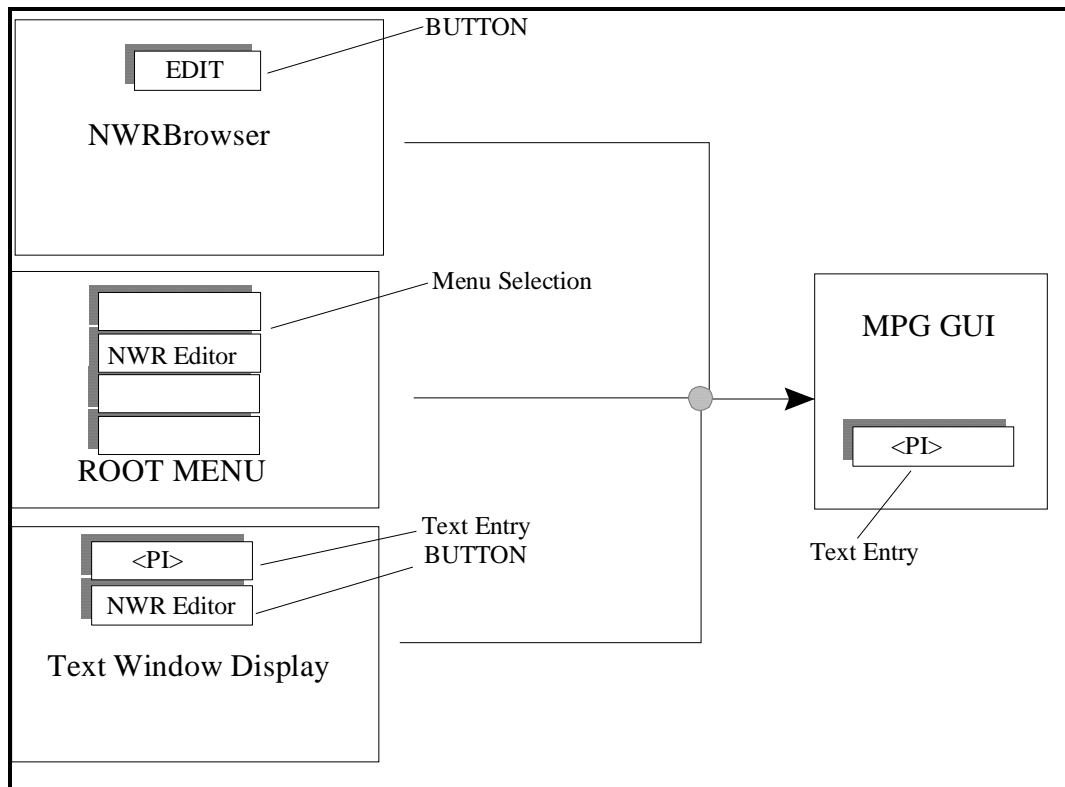 BUTTON
EDIT
NWRBrowser
Menu Selection
NWR Editor
ROOT MENU
MPG GUI
<PI>
Text Entry
Text Entry
BUTTON
<PI>
NWR Editor
Text Window Display